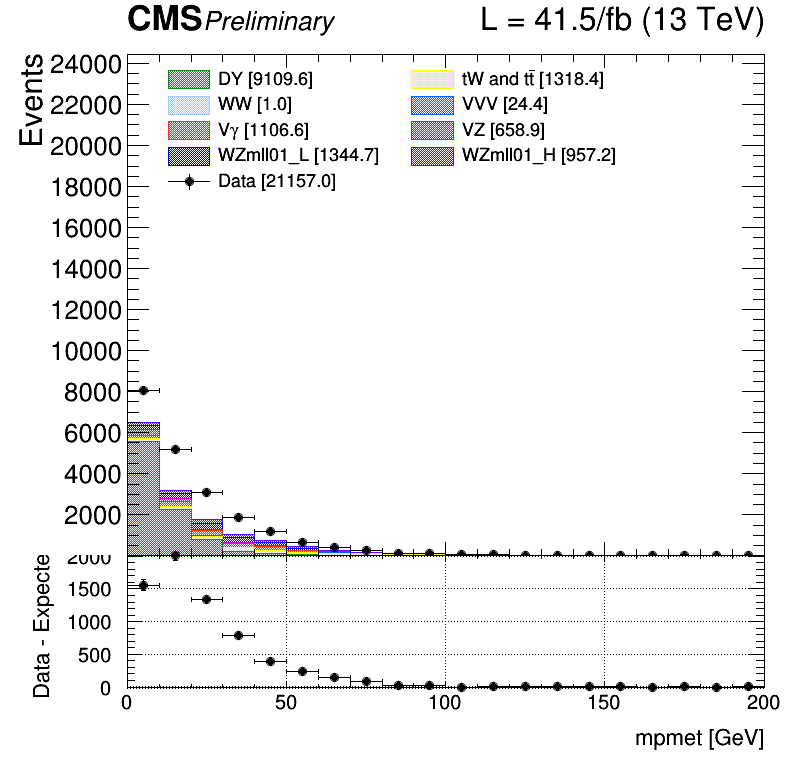 CMS Preliminary L = 41.5/fb (13 TeV)
Events
24000
22000
20000
18000
16000
14000
12000
10000
8000
6000
4000
2000
DY [9109.6] tW and tt̄ [1318.4]
WW [1.0] VVV [24.4]
Vγ [1106.6] VZ [658.9]
WZmll01_L [1344.7] WZmll01_H [957.2]
Data [21157.0]
Data - Expecte
2000
1500
1000
500
0
0 50 100 150 200
mpmet [GeV]